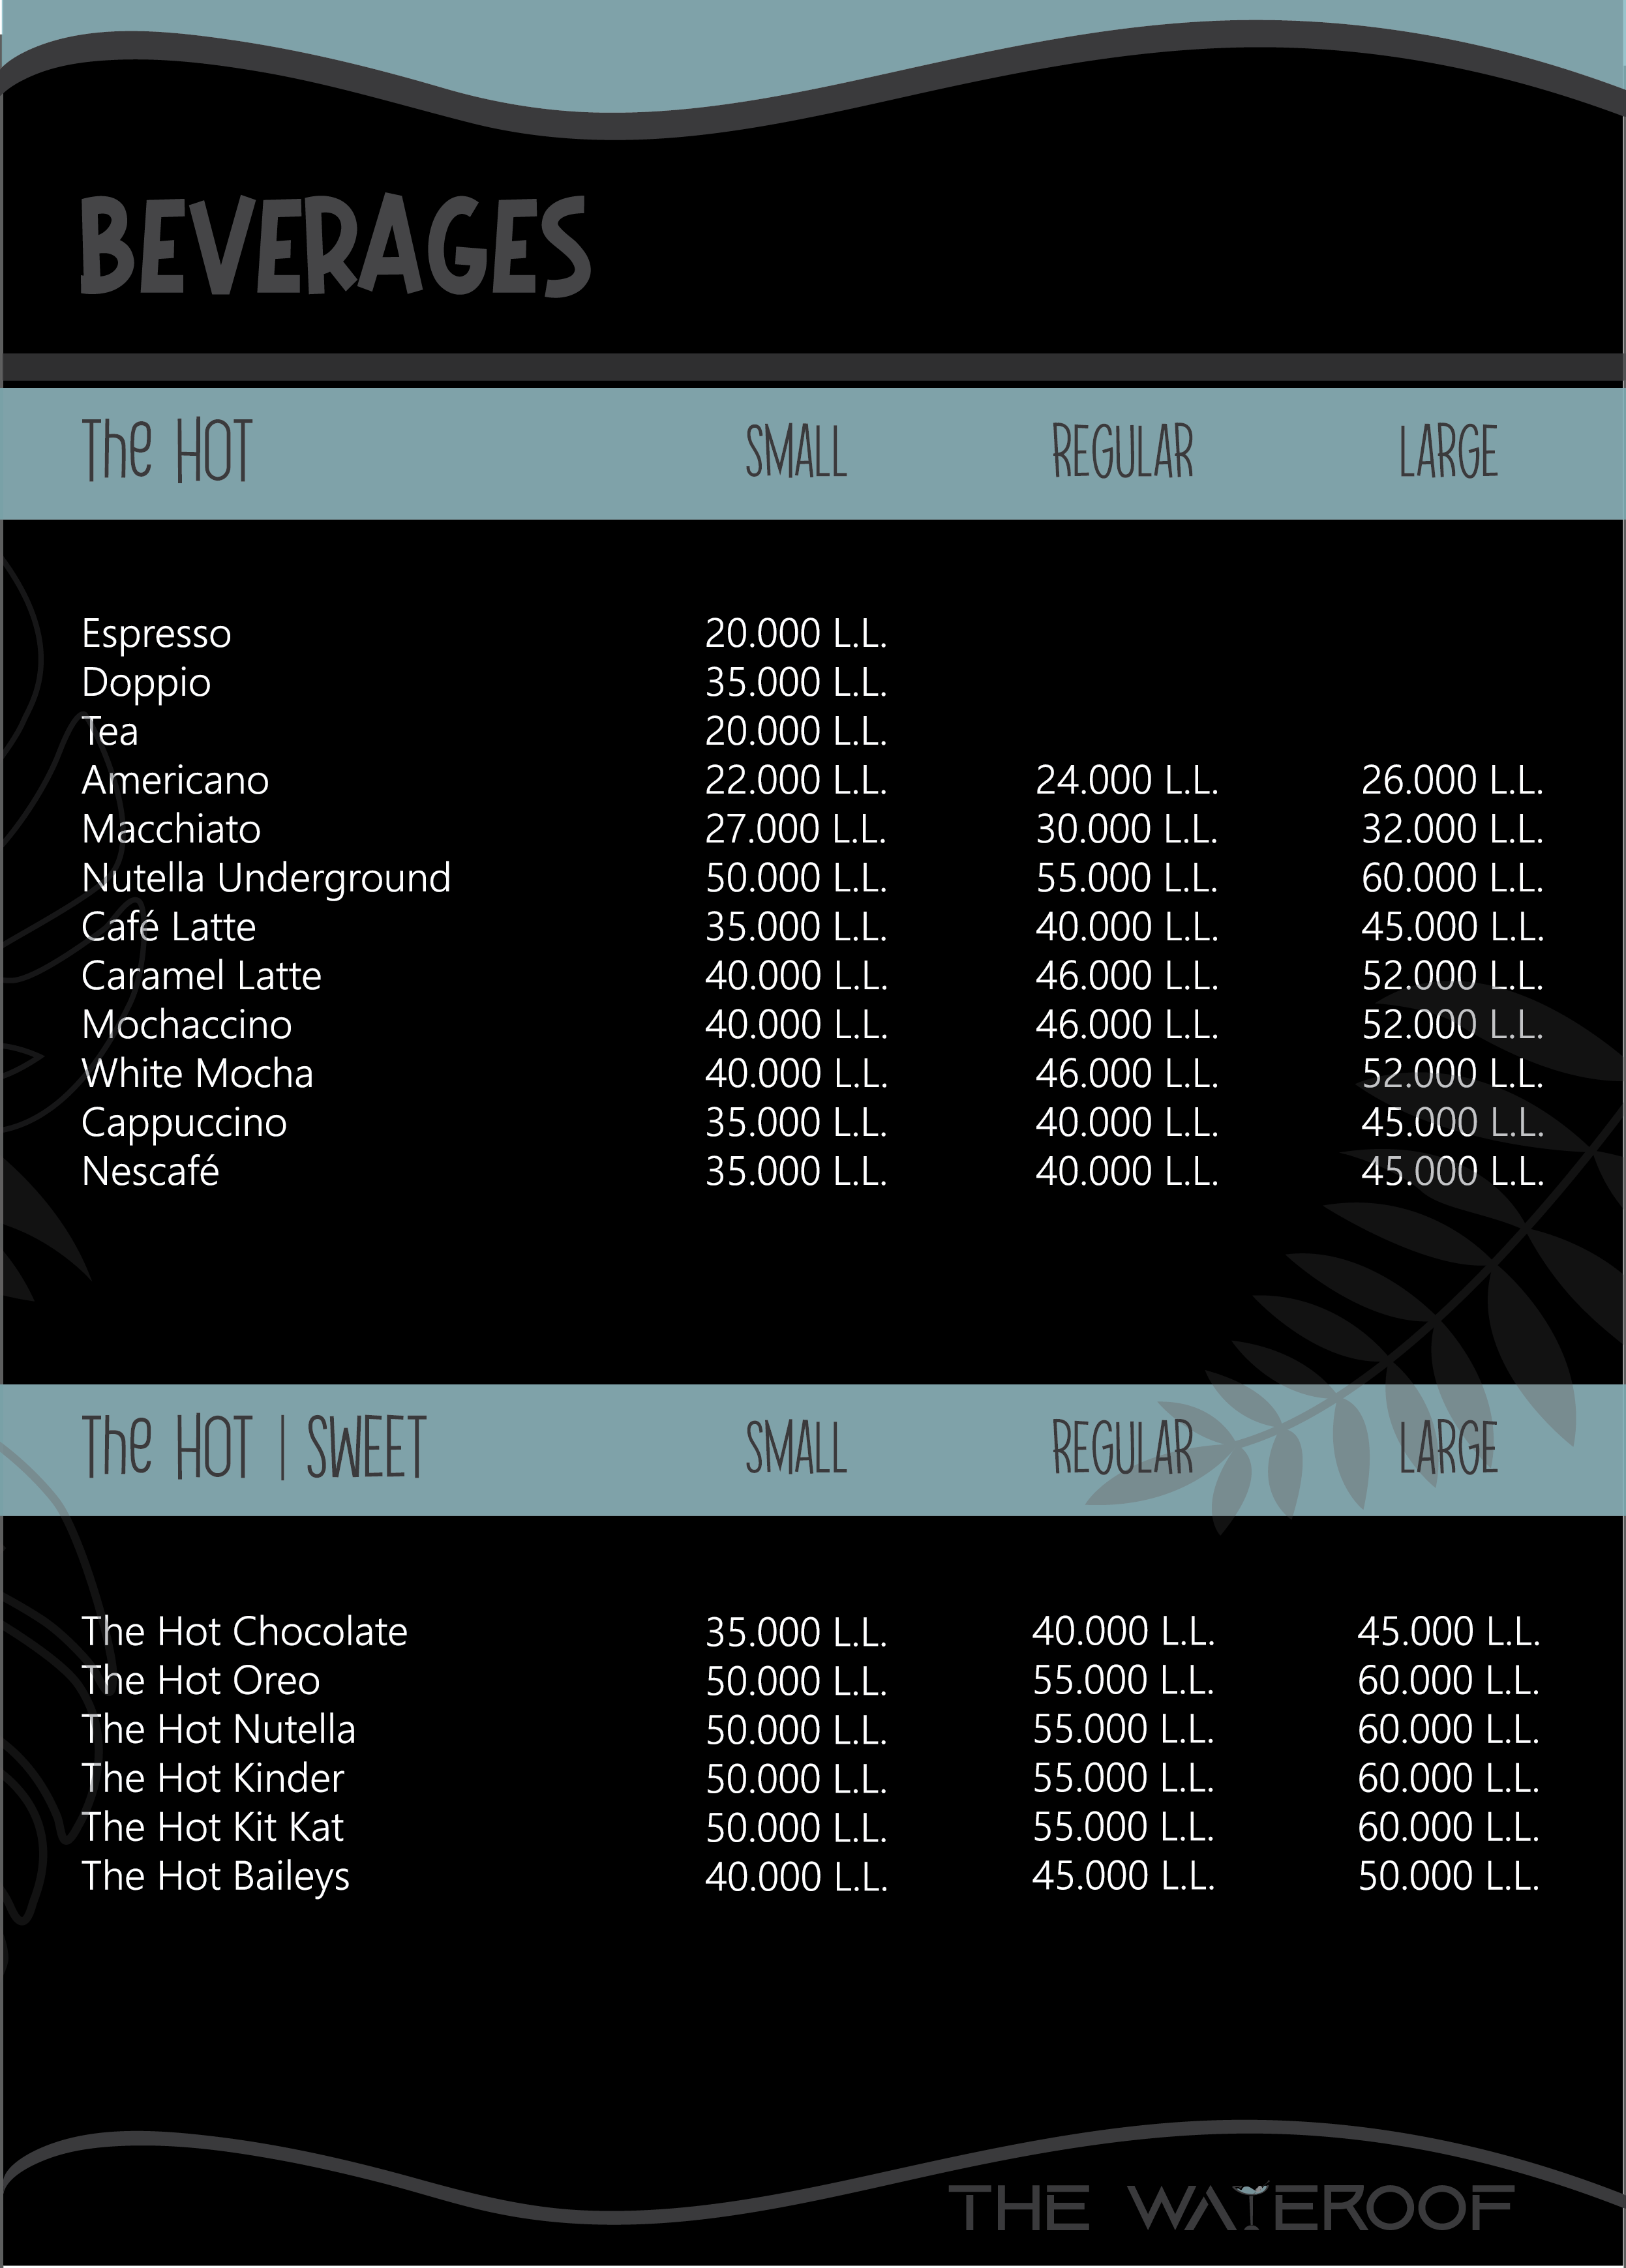 BEVERAGES
The HOT SMALL REGULAR LARGE
Espresso 20.000 L.L.
Doppio 35.000 L.L.
Tea 20.000 L.L.
Americano 22.000 L.L. 24.000 L.L. 26.000 L.L.
Macchiato 27.000 L.L. 30.000 L.L. 32.000 L.L.
Nutella Underground 50.000 L.L. 55.000 L.L. 60.000 L.L.
Café Latte 35.000 L.L. 40.000 L.L. 45.000 L.L.
Caramel Latte 40.000 L.L. 46.000 L.L. 52.000 L.L.
Mochaccino 40.000 L.L. 46.000 L.L. 52.000 L.L.
White Mocha 40.000 L.L. 46.000 L.L. 52.000 L.L.
Cappuccino 35.000 L.L. 40.000 L.L. 45.000 L.L.
Nescafé 35.000 L.L. 40.000 L.L. 45.000 L.L.
The HOT | SWEET SMALL REGULAR LARGE
The Hot Chocolate 35.000 L.L. 40.000 L.L. 45.000 L.L.
The Hot Oreo 50.000 L.L. 55.000 L.L. 60.000 L.L.
The Hot Nutella 50.000 L.L. 55.000 L.L. 60.000 L.L.
The Hot Kinder 50.000 L.L. 55.000 L.L. 60.000 L.L.
The Hot Kit Kat 50.000 L.L. 55.000 L.L. 60.000 L.L.
The Hot Baileys 40.000 L.L. 45.000 L.L. 50.000 L.L.
THE WATEROOF